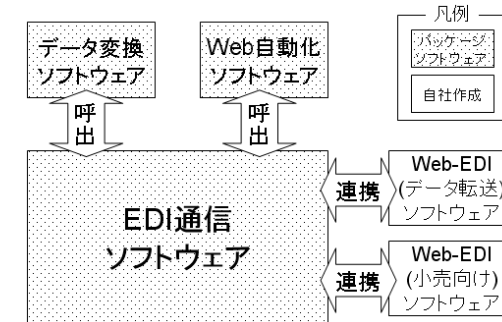 凡例
パッケージ
ソフトウェア
自社作成
データ変換
ソフトウェア
Web自動化
ソフトウェア
呼
出
呼
出
EDI通信
ソフトウェア
連携
Web-EDI
(データ転送)
ソフトウェア
連携
Web-EDI
(小売向け)
ソフトウェア